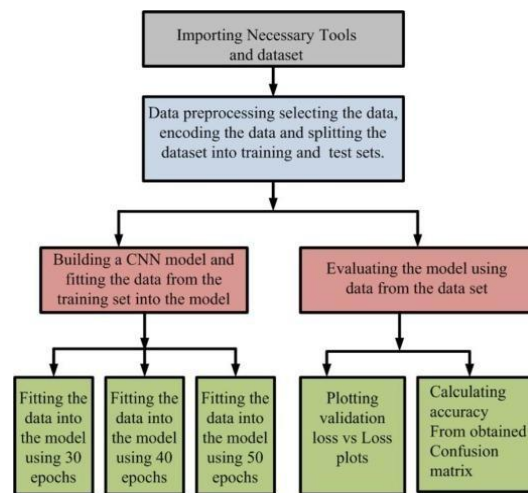 Importing Necessary Tools
and dataset
Data preprocessing selecting the data,
encoding the data and splitting the
dataset into training and test sets.
Building a CNN model and
fitting the data from the
training set into the model
Evaluating the model using
data from the data set
Fitting the
data into
the model
using 30
epochs
Fitting the
data into
the model
using 40
epochs
Fitting the
data into
the model
using 50
epochs
Plotting
validation
loss vs Loss
plots
Calculating
accuracy
From obtained
Confusion
matrix